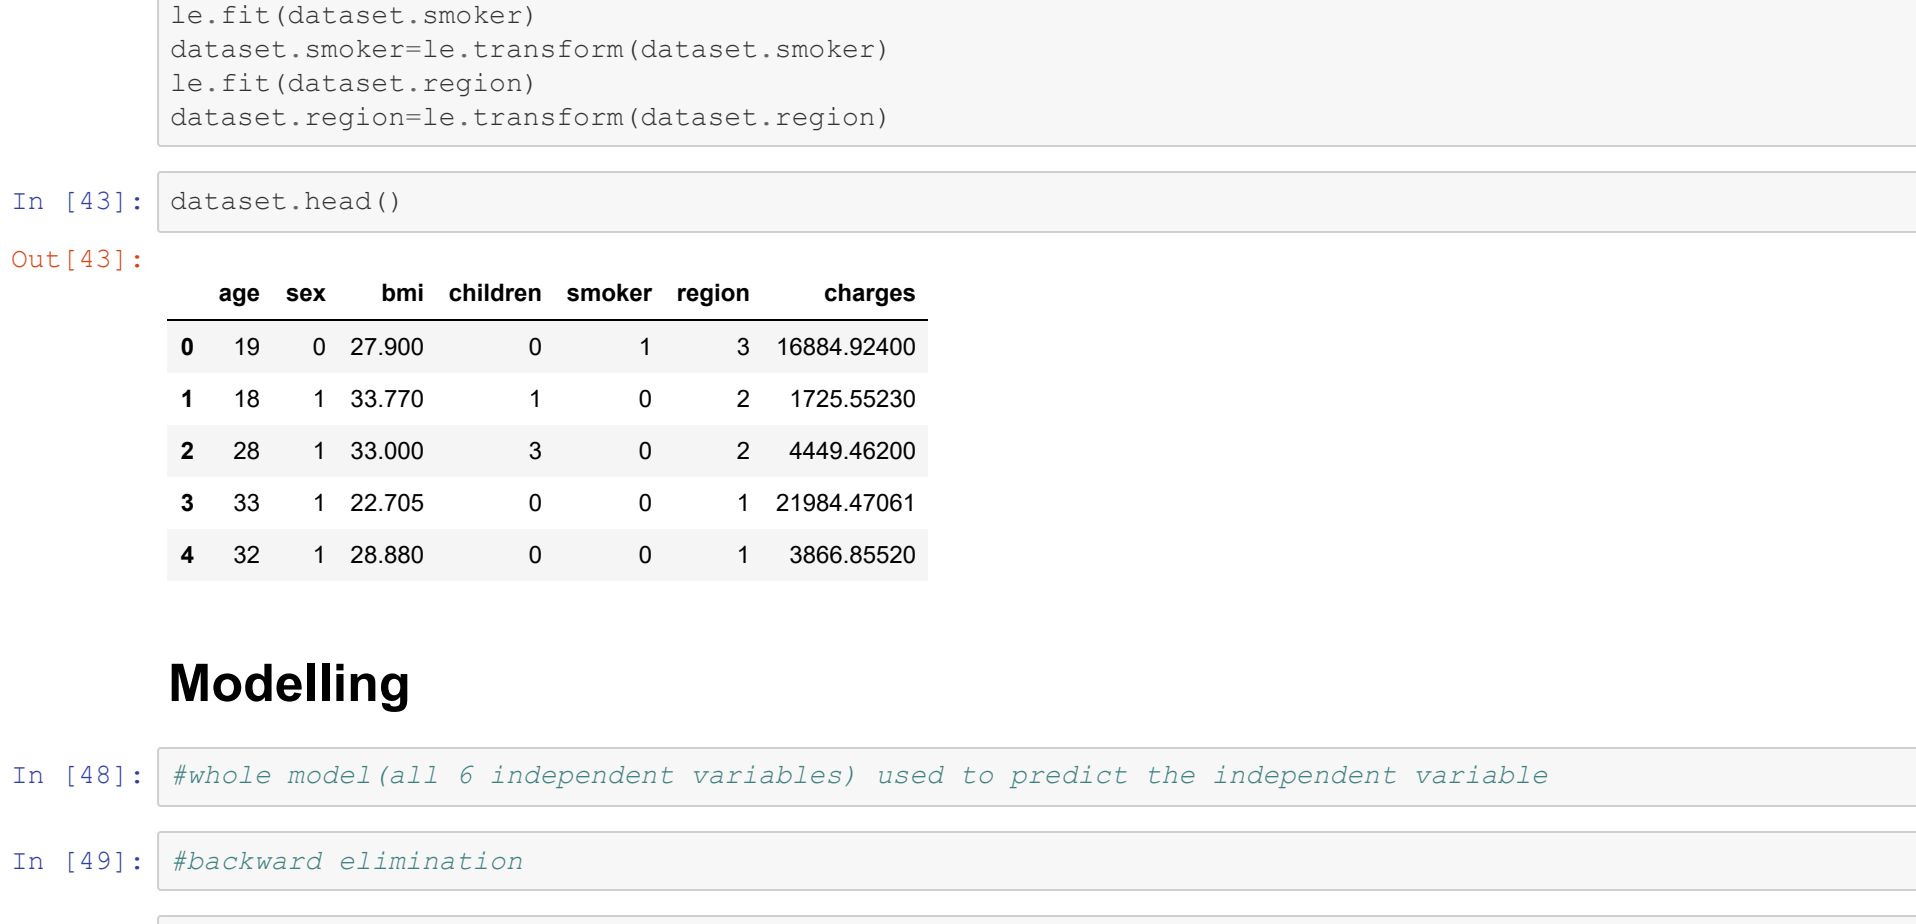 le.fit(dataset.smoker)
dataset.smoker=le.transform(dataset.smoker)
le.fit(dataset.region)
dataset.region=le.transform(dataset.region)
In [43]: dataset.head()
Out[43]:
age sex bmi children smoker region charges
0 19 0 27.900 0 1 3 16884.92400
1 18 1 33.770 1 0 2 1725.55230
2 28 1 33.000 3 0 2 4449.46200
3 33 1 22.705 0 0 1 21984.47061
4 32 1 28.880 0 0 1 3866.85520
Modelling
In [48]: #whole model(all 6 independent variables) used to predict the independent variable
In [49]: #backward elimination